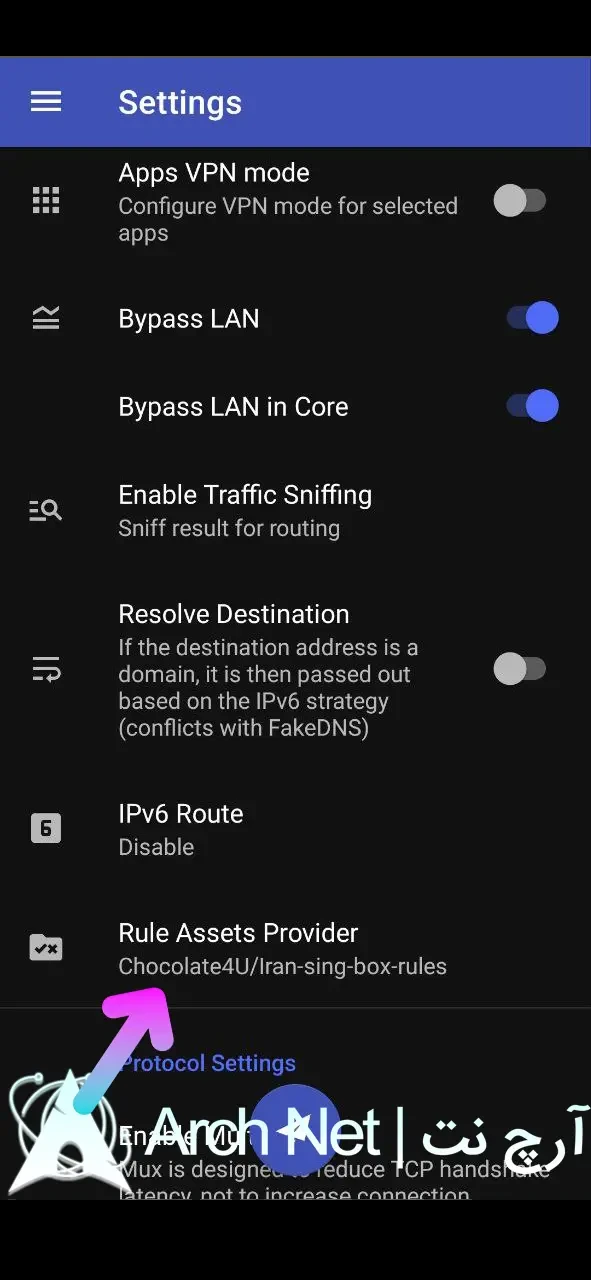 Settings
Apps VPN mode
Configure VPN mode for selected
apps
Bypass LAN
Bypass LAN in Core
Enable Traffic Sniffing
Sniff result for routing
Resolve Destination
If the destination address is a
domain, it is then passed out
based on the IPv6 strategy
(conflicts with FakeDNS)
IPv6 Route
6
Disable
Rule Assets Provider
Chocolate4U/Iran-sing-box-rules
Protocol Settings
Enable Mux
Arch Net | آرچ نت
Mux is designed to reduce TCP handshake
latency, not to increase connection